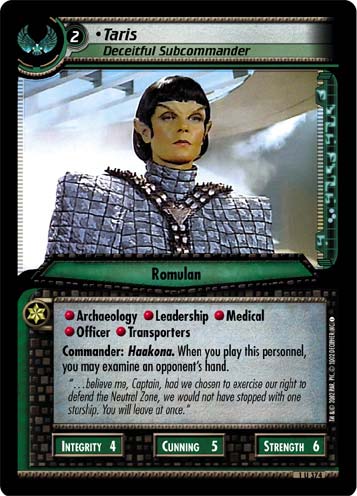 2
•Taris
Deceitful Subcommander
Romulan
• Archaeology • Leadership • Medical
• Officer • Transporters
Commander: Haakona. When you play this personnel,
you may examine an opponent's hand.
"...believe me, Captain, had we chosen to exercise our right to
defend the Neutral Zone, we would not have stopped with one
starship. You will leave at once."
INTEGRITY 4 CUNNING 5 STRENGTH 6
1 U 374